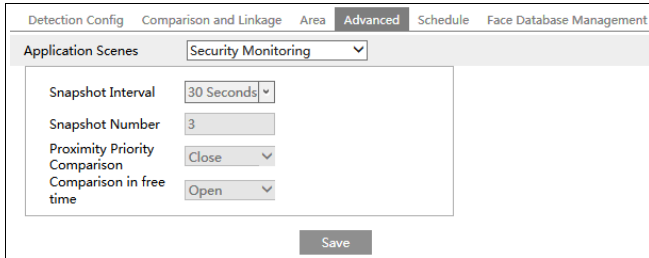 Detection Config Comparison and Linkage Area Advanced Schedule Face Database Management
Application Scenes Security Monitoring
Snapshot Interval 30 Seconds
Snapshot Number 3
Proximity Priority
Comparison Close
Comparison in free
time Open
Save